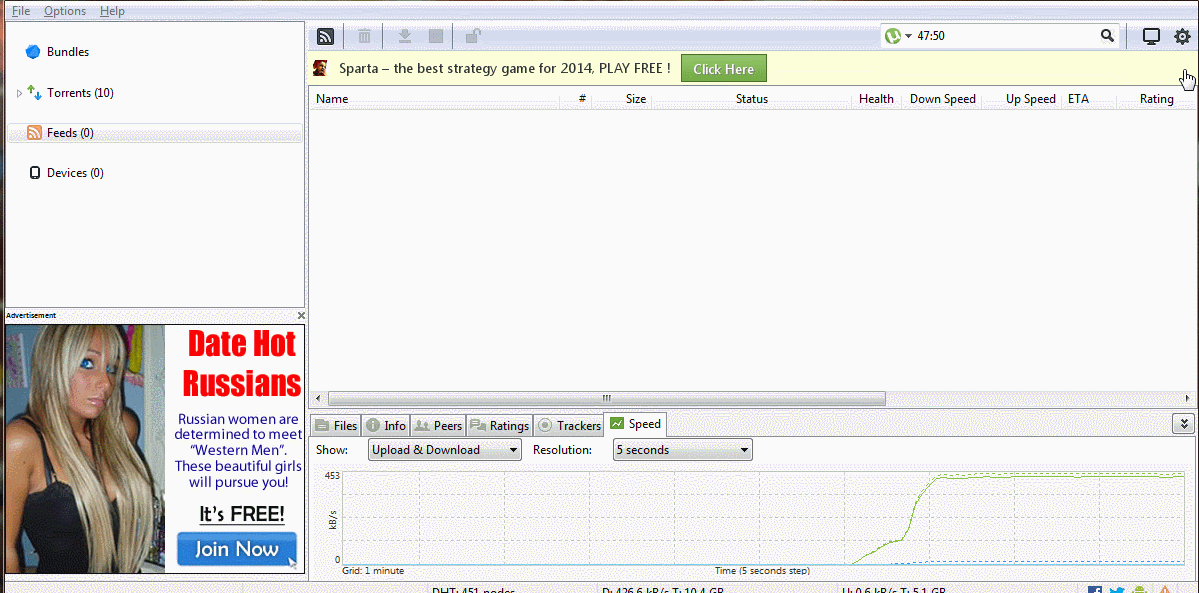 File Options Help
Bundles
Torrents (10)
Feeds (0)
Devices (0)
47:50
Sparta – the best strategy game for 2014, PLAY FREE ! Click Here
Name # Size Status Health Down Speed Up Speed ETA Rating
Advertisement
Date Hot
Russians
Russian women are
determined to meet
“Western Men”.
These beautiful girls
will pursue you!
It's FREE!
Join Now
Files Info Peers Ratings Trackers Speed
Show: Upload & Download Resolution: 5 seconds
453
kB/s
0
Grid: 1 minute Time (5 seconds step)
DHT: 451 nodes D: 426.6 kB/s T: 10.4 GB U: 0.6 kB/s T: 5.1 GB